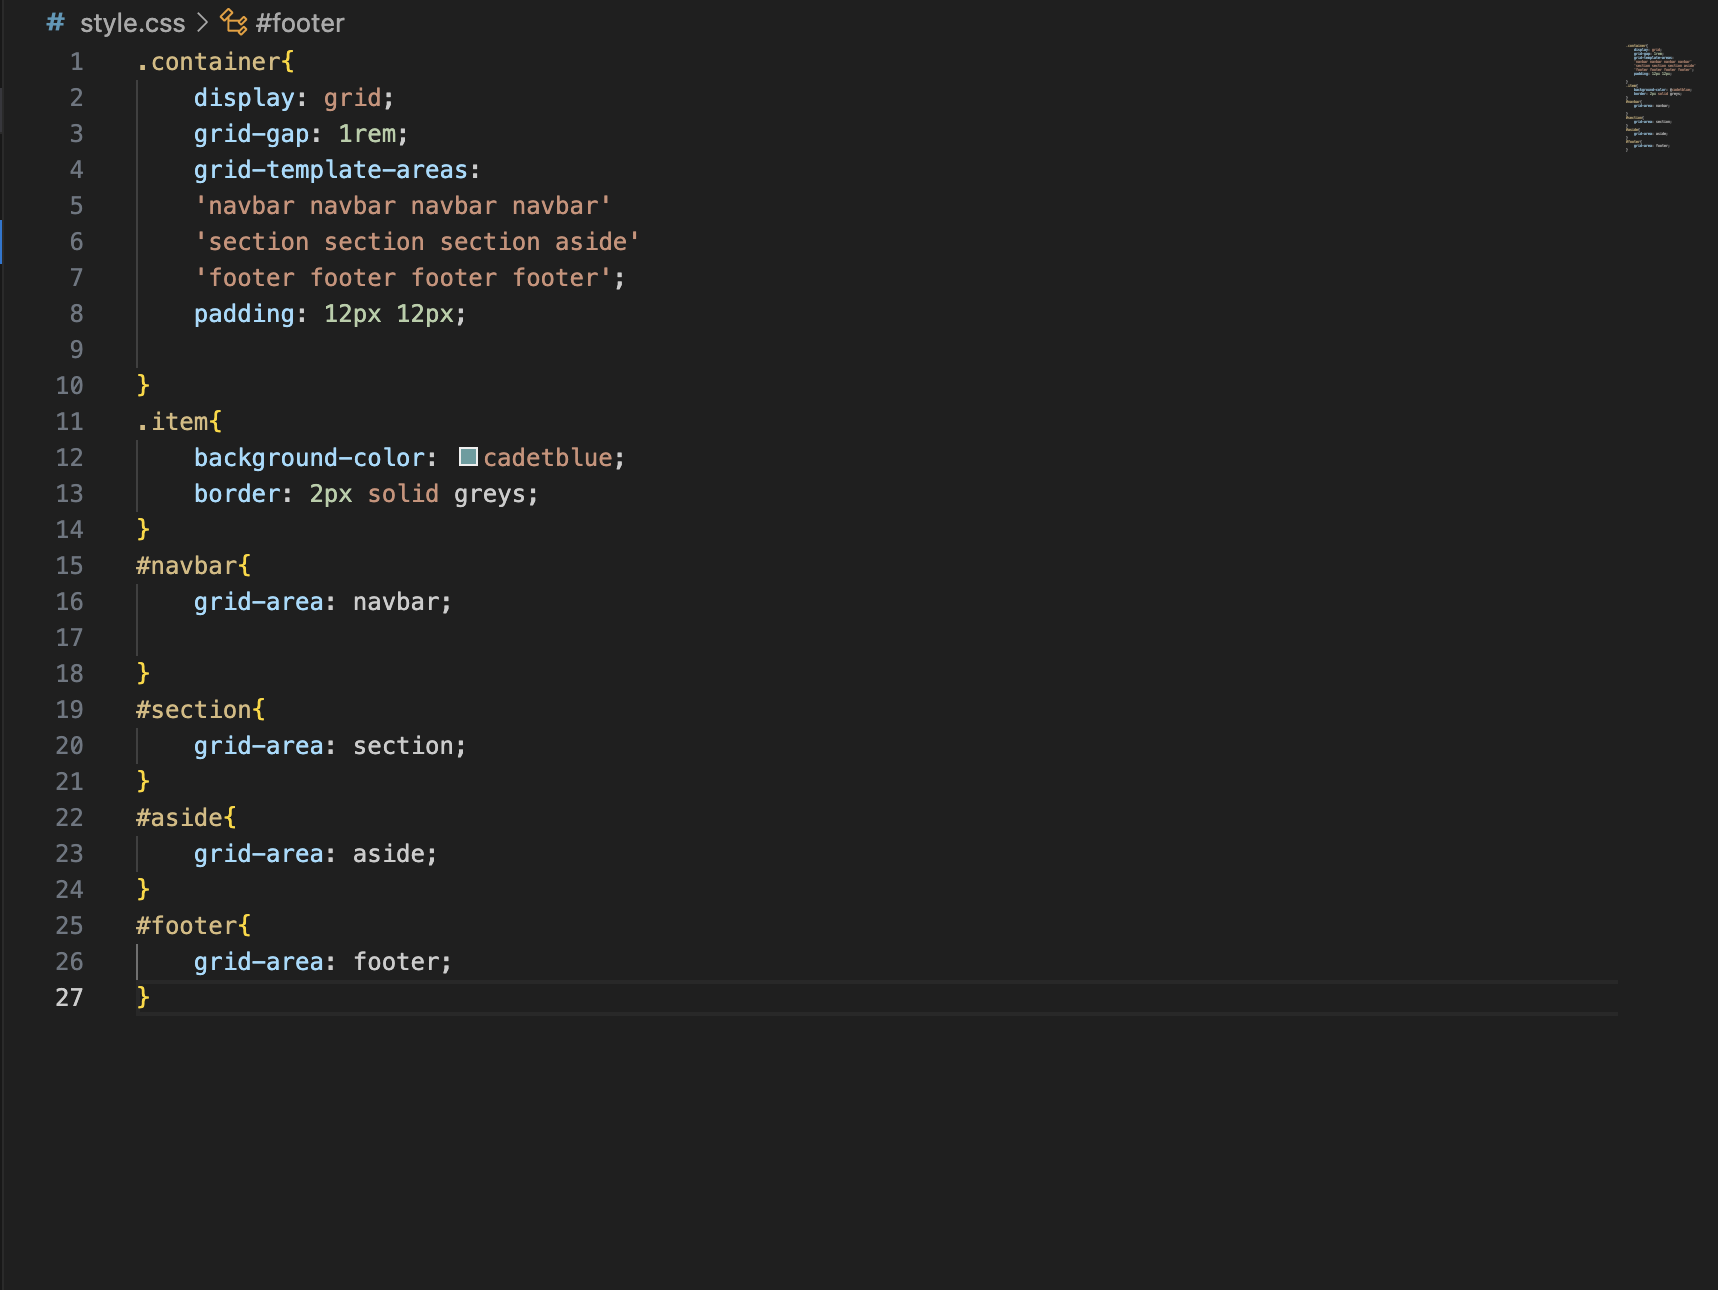 # style.css > #footer
1 .container{
2 display: grid;
3 grid-gap: 1rem;
4 grid-template-areas:
5 'navbar navbar navbar navbar'
6 'section section section aside'
7 'footer footer footer footer';
8 padding: 12px 12px;
9
10 }
11 .item{
12 background-color: cadetblue;
13 border: 2px solid greys;
14 }
15 #navbar{
16 grid-area: navbar;
17
18 }
19 #section{
20 grid-area: section;
21 }
22 #aside{
23 grid-area: aside;
24 }
25 #footer{
26 grid-area: footer;
27 }